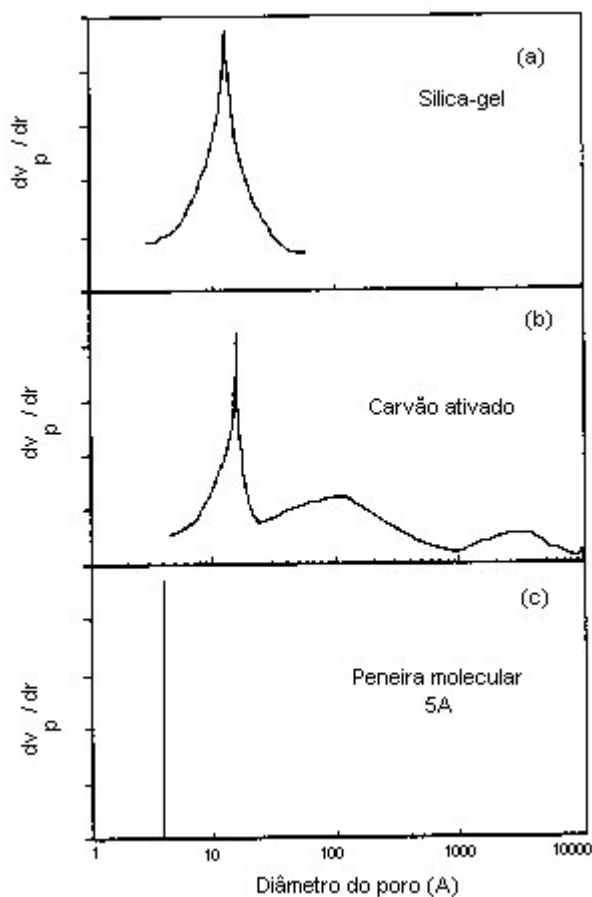 (a)
Silica-gel
dv / dr
p
(b)
Carvão ativado
dv / dr
p
(c)
Peneira molecular
5A
dv / dr
p
1 10 100 1000 10000
Diâmetro do poro (A)